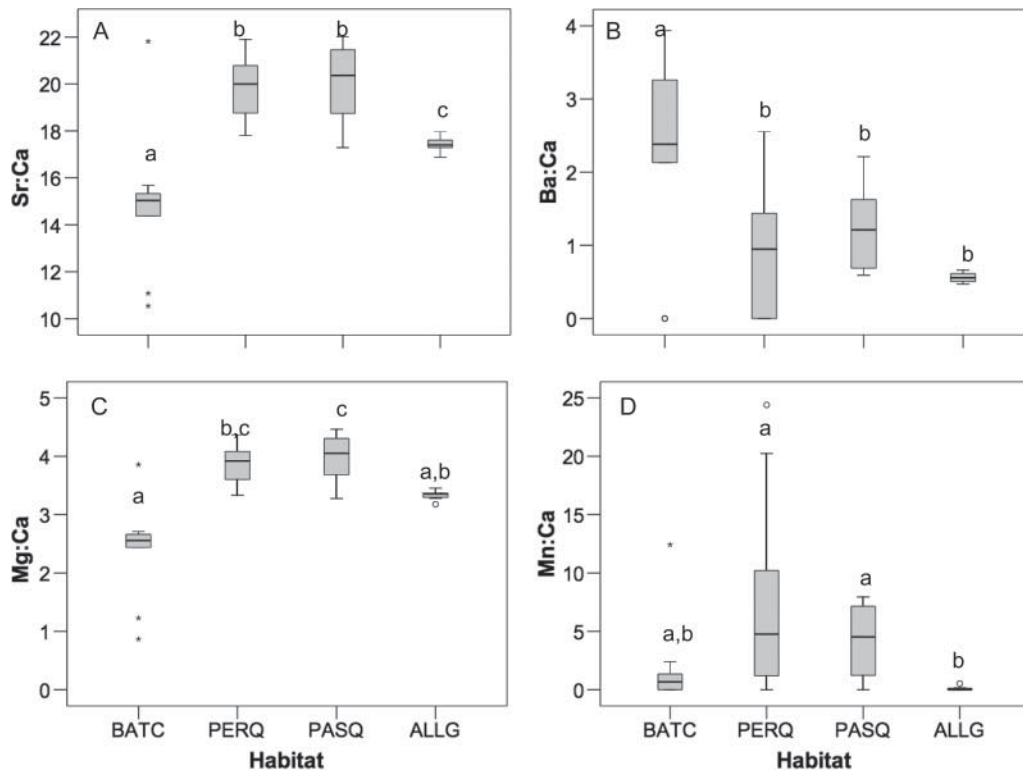 A
B
Sr:Ca
22
20
18
16
14
12
10
a
b
b
c
Ba:Ca
4
3
2
1
0
a
b
b
b
C
D
Mg:Ca
5
4
3
2
1
0
a
b,c
c
a,b
BATC PERQ PASQ ALLG
Habitat
Mn:Ca
25
20
15
10
5
0
a,b
a
a
b
BATC PERQ PASQ ALLG
Habitat